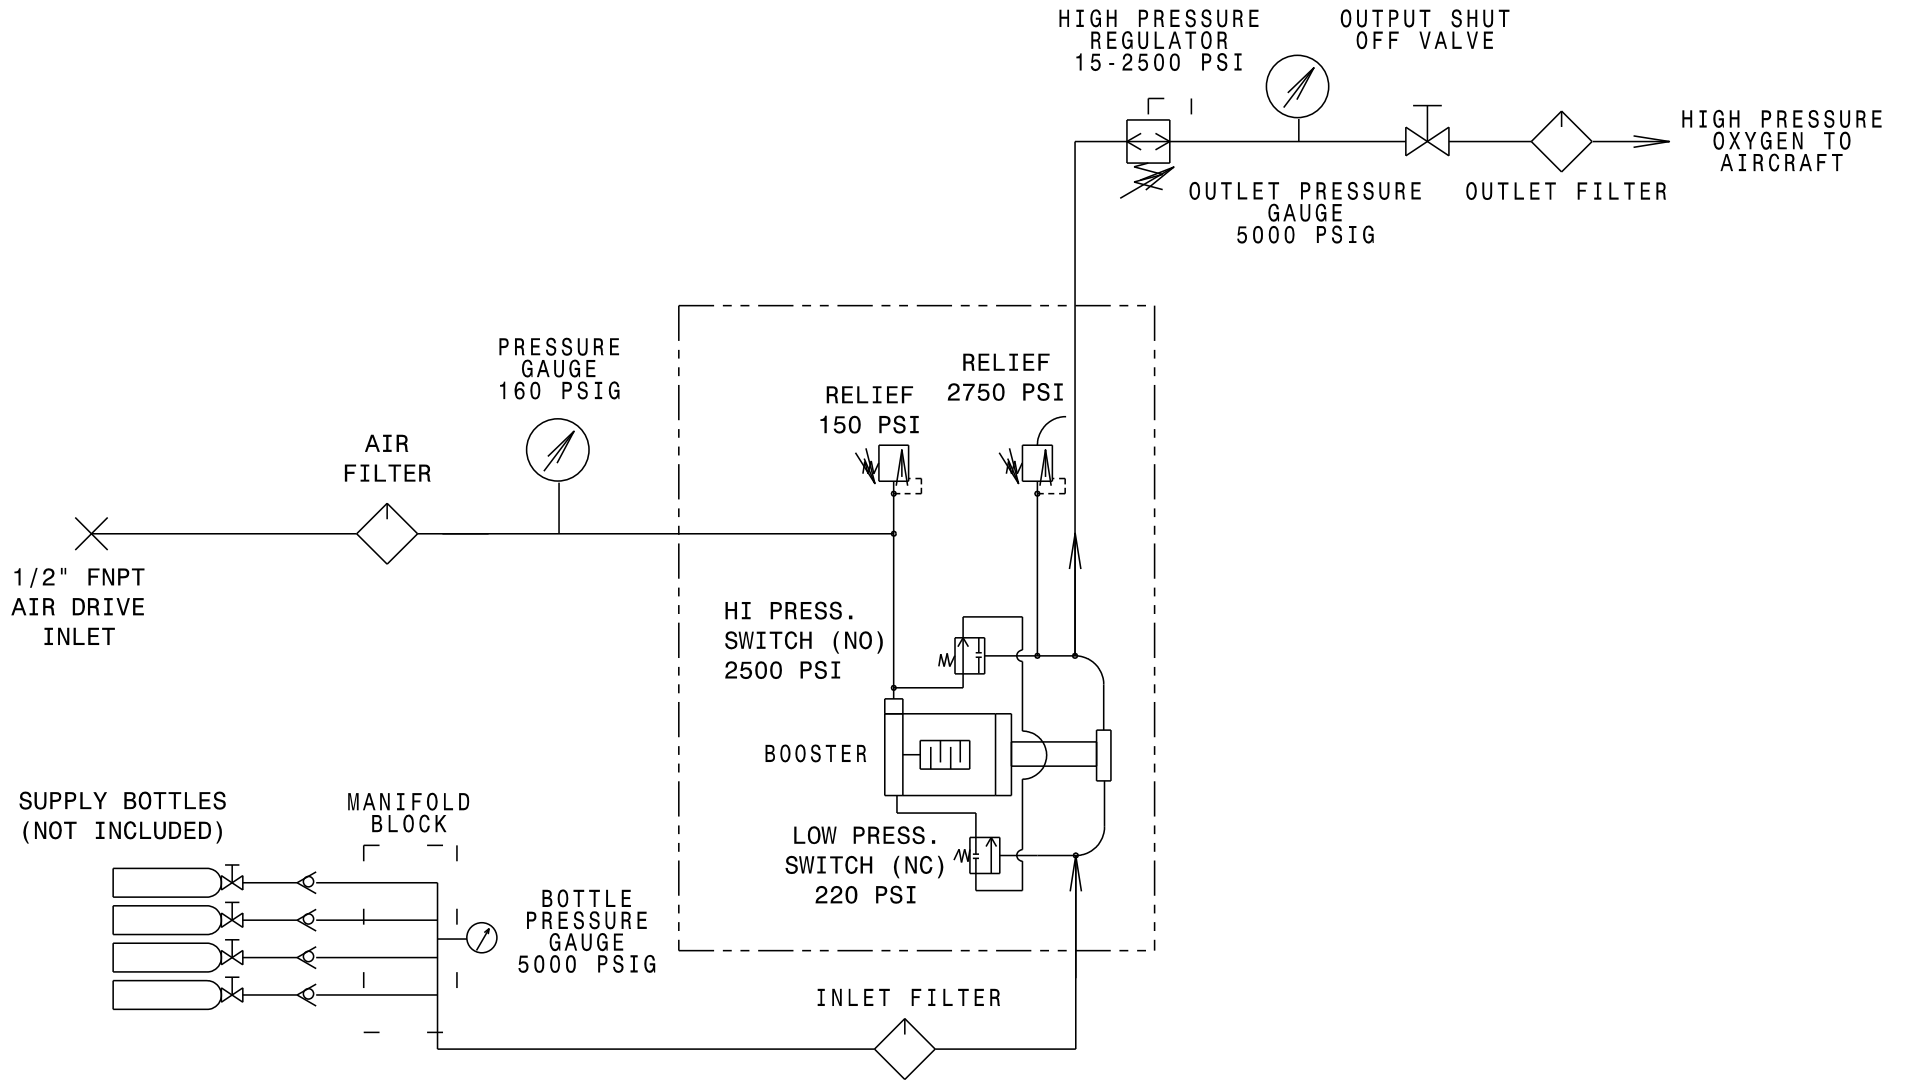 HIGH PRESSURE
REGULATOR
15-2500 PSI
OUTPUT SHUT
OFF VALVE
HIGH PRESSURE
OXYGEN TO
AIRCRAFT
OUTLET PRESSURE
GAUGE
5000 PSIG
OUTLET FILTER
PRESSURE
GAUGE
160 PSIG
RELIEF
150 PSI
RELIEF
2750 PSI
AIR
FILTER
1/2" FNPT
AIR DRIVE
INLET
HI PRESS.
SWITCH (NO)
2500 PSI
BOOSTER
SUPPLY BOTTLES
(NOT INCLUDED)
MANIFOLD
BLOCK
LOW PRESS.
SWITCH (NC)
220 PSI
BOTTLE
PRESSURE
GAUGE
5000 PSIG
INLET FILTER